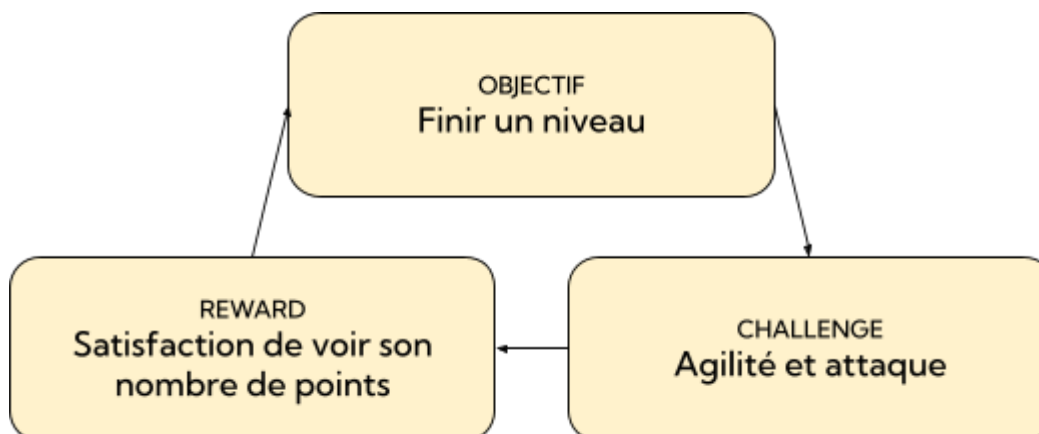 OBJECTIF
Finir un niveau
REWARD
Satisfaction de voir son
nombre de points
CHALLENGE
Agilité et attaque